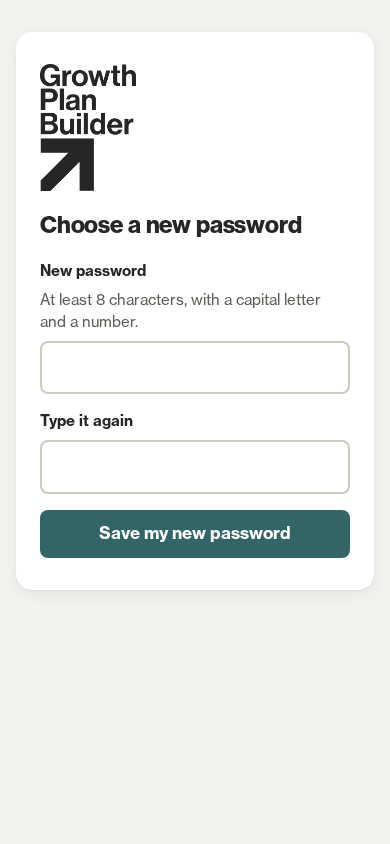 Growth
Plan
Builder
Choose a new password
New password
At least 8 characters, with a capital letter
and a number.
Type it again
Save my new password